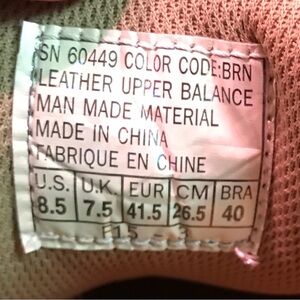 SN 60449 COLOR CODE:BRN
LEATHER UPPER BALANCE
MAN MADE MATERIAL
MADE IN CHINA
FABRIQUE EN CHINE
U.S. U.K. EUR CM BRA
8.5 7.5 41.5 26.5 40